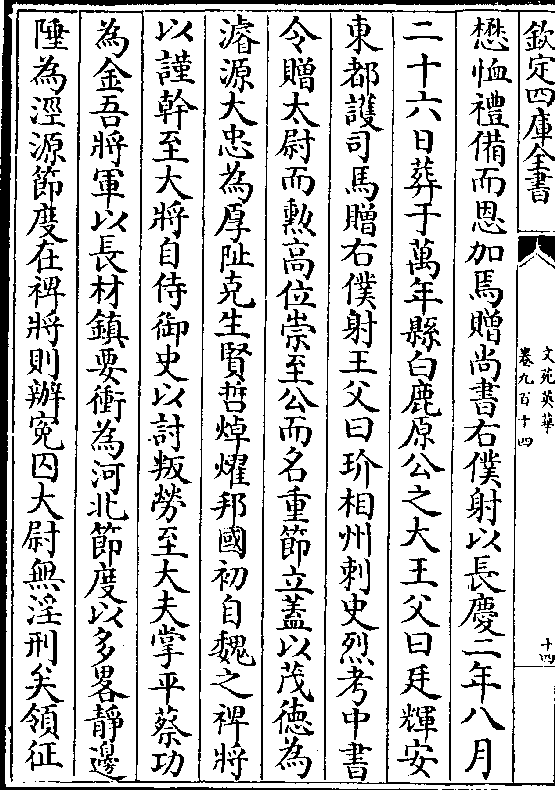 欽定四庫全書
文苑英華
卷九百十四
十四
懋恤禮備而恩加焉贈尚書右僕射以長慶二年八月
二十六日葬于萬年縣白鹿原公之大王父曰廷輝安
東都護司馬贈右僕射王父曰玠相州刺史烈考中書
令贈太尉而勲高位崇至公而名重節立蓋以茂德為
濬源大忠為厚阯克生賢哲焯燿邦國初自魏之裨將
以謹幹至大將自侍御史以討叛勞至大夫掌平蔡功
為金吾將軍以長材鎮要衝為河北節度以多畧靜邊
陲為涇源節度在裨將則辦寃囚大尉無淫刑矣領征